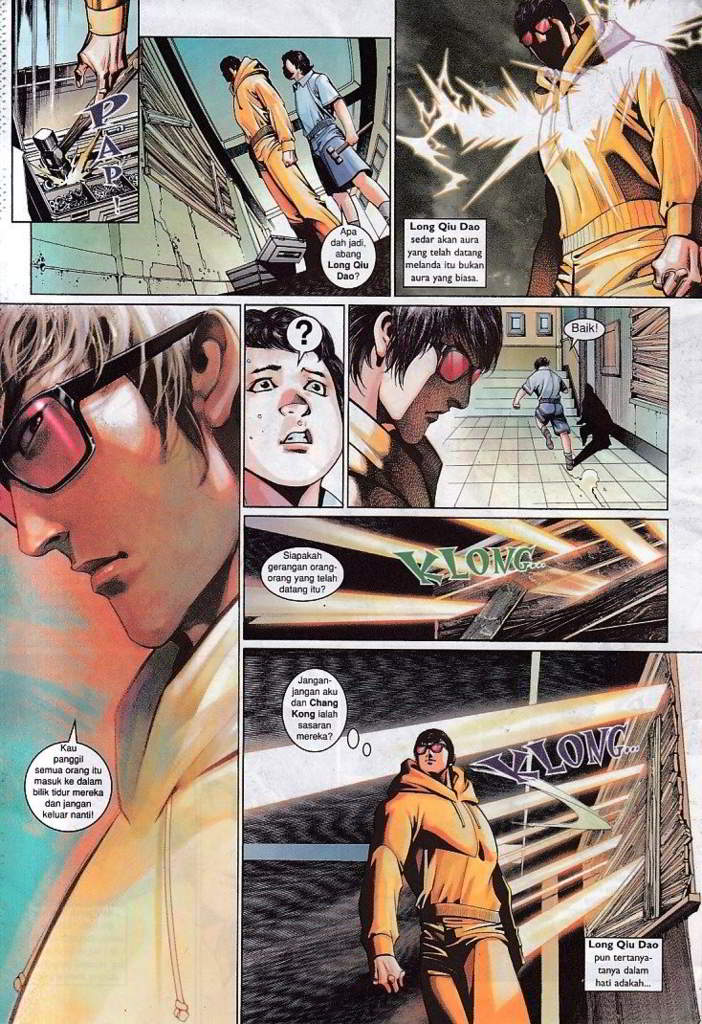 PAP!
Apa
dah jadi,
abang
Long Qiu
Dao?
Long Qiu Dao
sedar akan aura
yang telah datang
melanda itu bukan
aura yang biasa.
Kau
panggil
semua orang itu
masuk ke dalam
bilik tidur mereka
dan jangan
keluar nanti!
?
Baik!
Siapakah
gerangan orang-
orang yang telah
datang itu?
KLONG...
Jangan-
jangan aku
dan Chang
Kong ialah
sasaran
mereka?
KLONG...
Long Qiu Dao
pun tertanya-
tanya dalam
hati adakah...